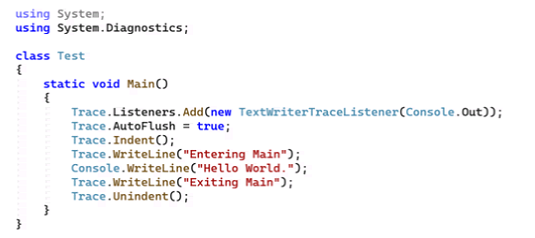 using System;
using System.Diagnostics;

class Test
{
    static void Main()
    {
        Trace.Listeners.Add(new TextWriterTraceListener(Console.Out));
        Trace.AutoFlush = true;
        Trace.Indent();
        Trace.WriteLine("Entering Main");
        Console.WriteLine("Hello World.");
        Trace.WriteLine("Exiting Main");
        Trace.Unindent();
    }
}